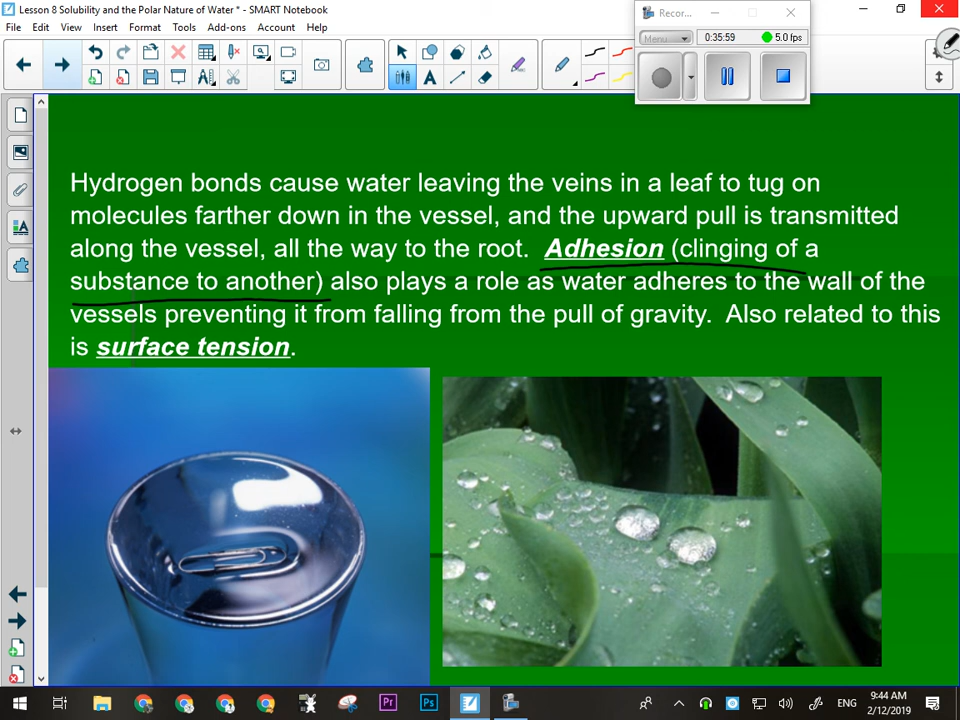 Lesson 8 Solubility and the Polar Nature of Water * - SMART Notebook
Recor...
File Edit View Insert Format Tools Add-ons Account Help
Menu
0:35:59
5.0 fps
Hydrogen bonds cause water leaving the veins in a leaf to tug on
molecules farther down in the vessel, and the upward pull is transmitted
along the vessel, all the way to the root. Adhesion (clinging of a
substance to another) also plays a role as water adheres to the wall of the
vessels preventing it from falling from the pull of gravity. Also related to this
is surface tension.
Pr
Ps
ENG
9:44 AM
2/12/2019